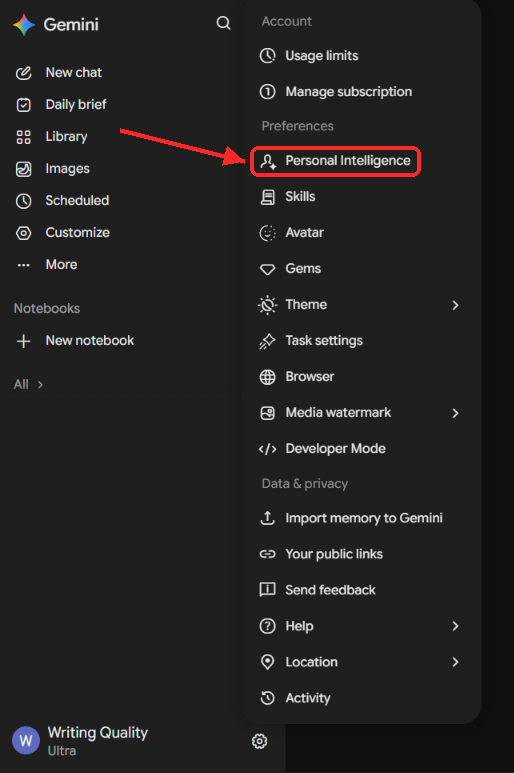 Gemini
New chat
Daily brief
Library
Images
Scheduled
Customize
More
Notebooks
New notebook
All
Writing Quality
Ultra
Account
Usage limits
Manage subscription
Preferences
Personal Intelligence
Skills
Avatar
Gems
Theme
Task settings
Browser
Media watermark
Developer Mode
Data & privacy
Import memory to Gemini
Your public links
Send feedback
Help
Location
Activity
W